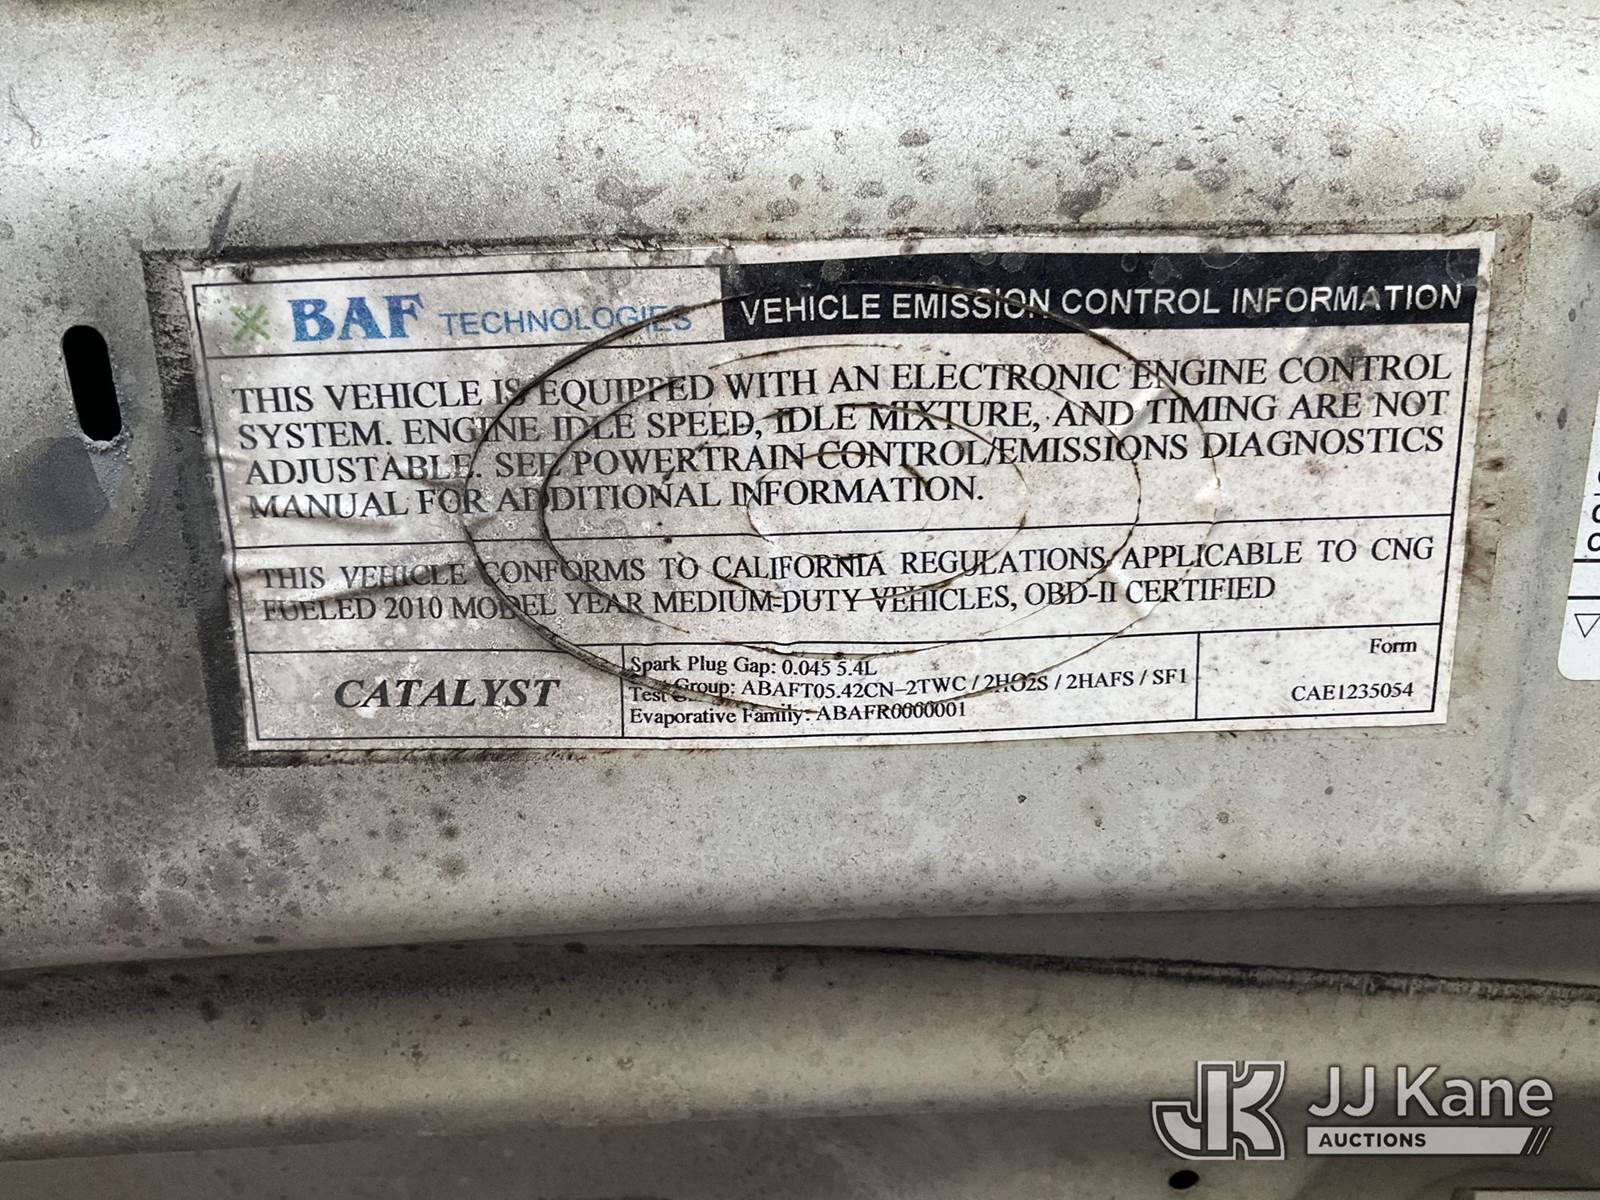 BAF TECHNOLOGIES
VEHICLE EMISSION CONTROL INFORMATION
THIS VEHICLE IS EQUIPPED WITH AN ELECTRONIC ENGINE CONTROL
SYSTEM. ENGINE IDLE SPEED, IDLE MIXTURE, AND TIMING ARE NOT
ADJUSTABLE. SEE POWERTRAIN CONTROL/EMISSIONS DIAGNOSTICS
MANUAL FOR ADDITIONAL INFORMATION.
THIS VEHICLE CONFORMS TO CALIFORNIA REGULATIONS APPLICABLE TO CNG
FUELED 2010 MODEL YEAR MEDIUM-DUTY VEHICLES, OBD-II CERTIFIED
CATALYST
Spark Plug Gap: 0.045 5.4L
Test Group: ABAFT05.42CN-2TWC / 2HO2S / 2HAFS / SF1
Evaporative Family: ABAFR0000001
Form
CAE1235054
JK JJ Kane
AUCTIONS